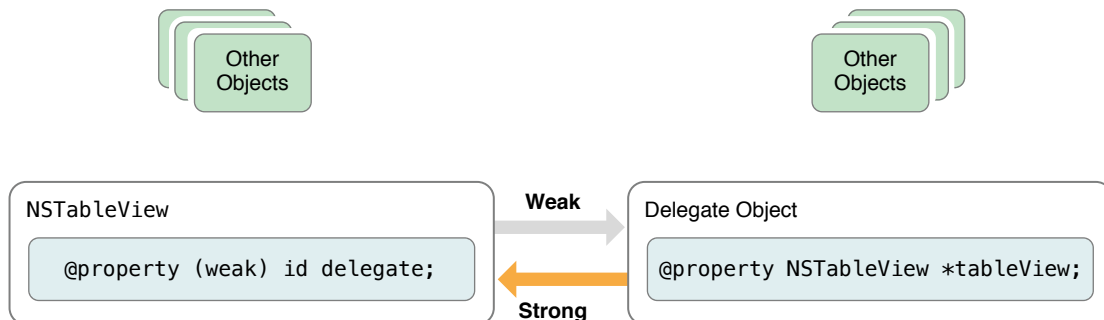 Other
Objects
Other
Objects
NSTableView
@property (weak) id delegate;
Weak
Strong
Delegate Object
@property NSTableView *tableView;